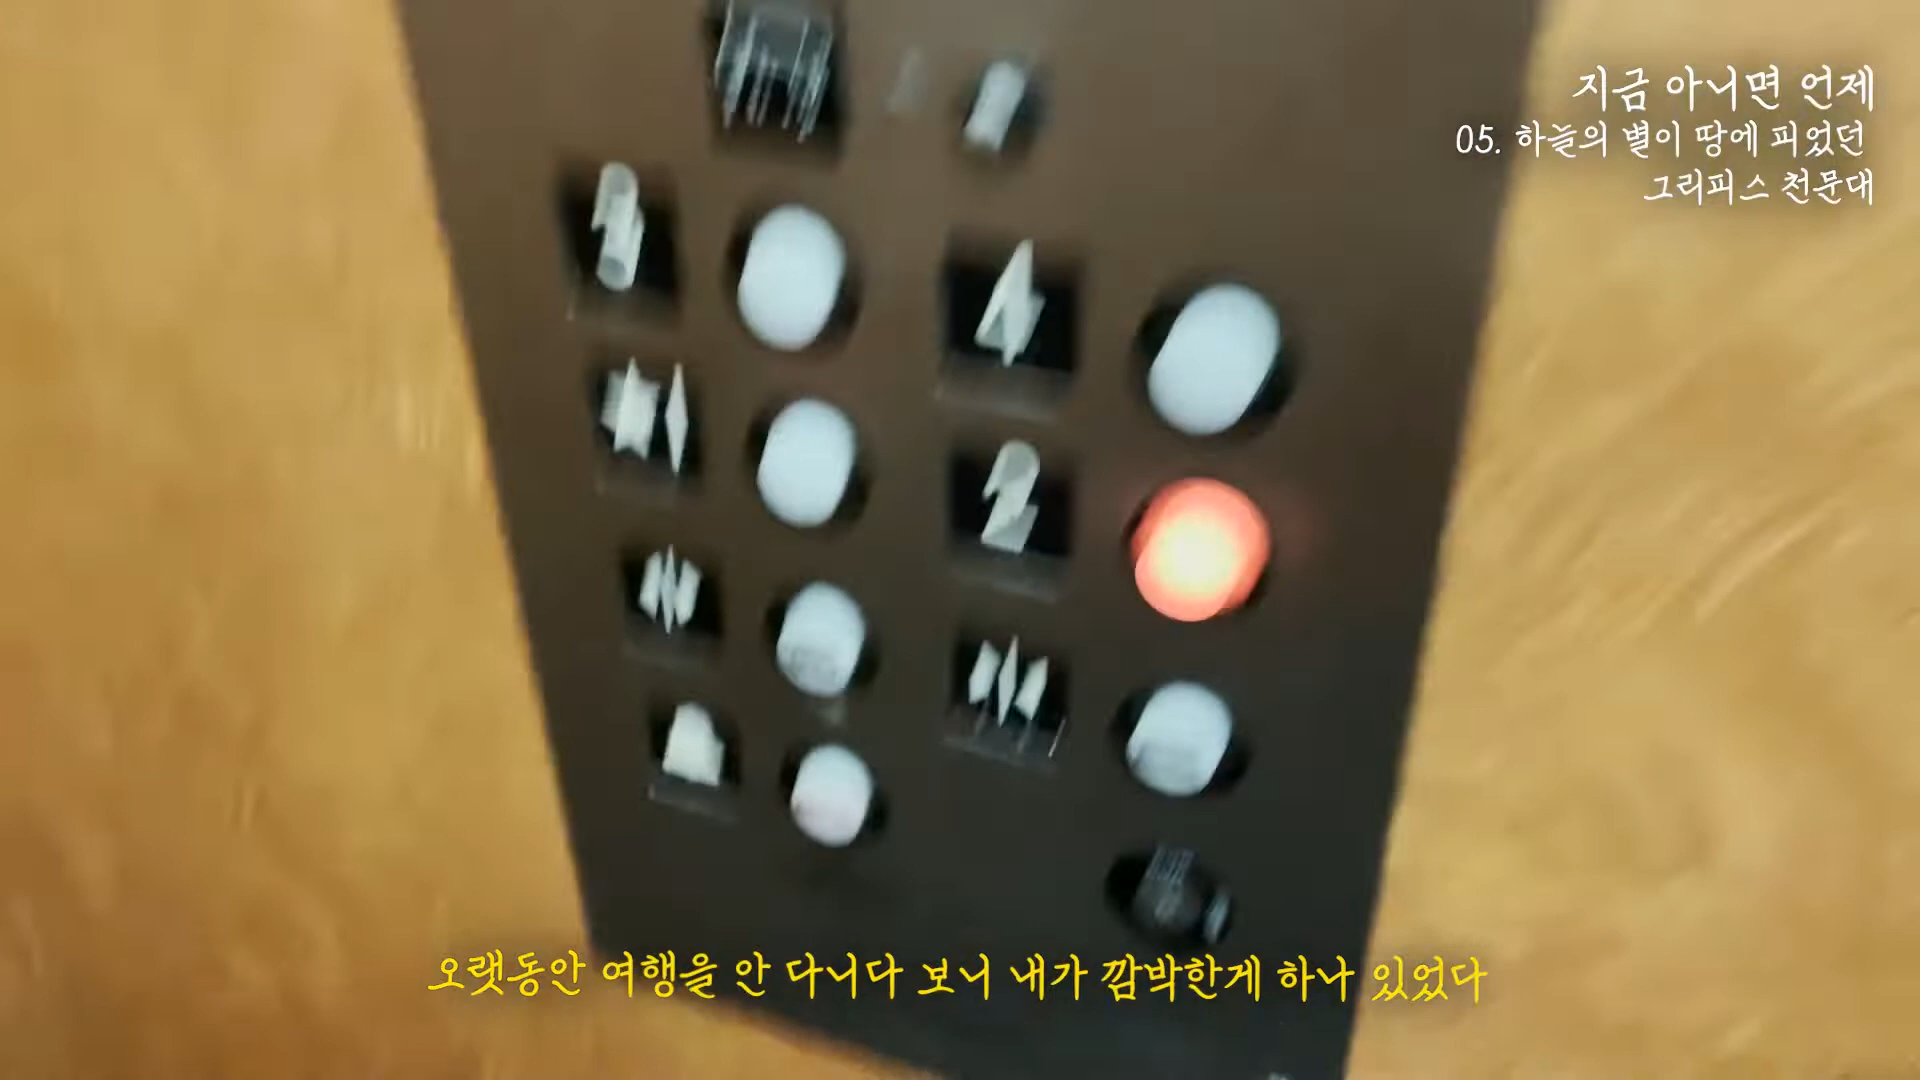 지금 아니면 언제
05. 하늘의 별이 땅에 피었던
그리피스 천문대
4
2
오랫동안 여행을 안 다니다 보니 내가 깜박한게 하나 있었다